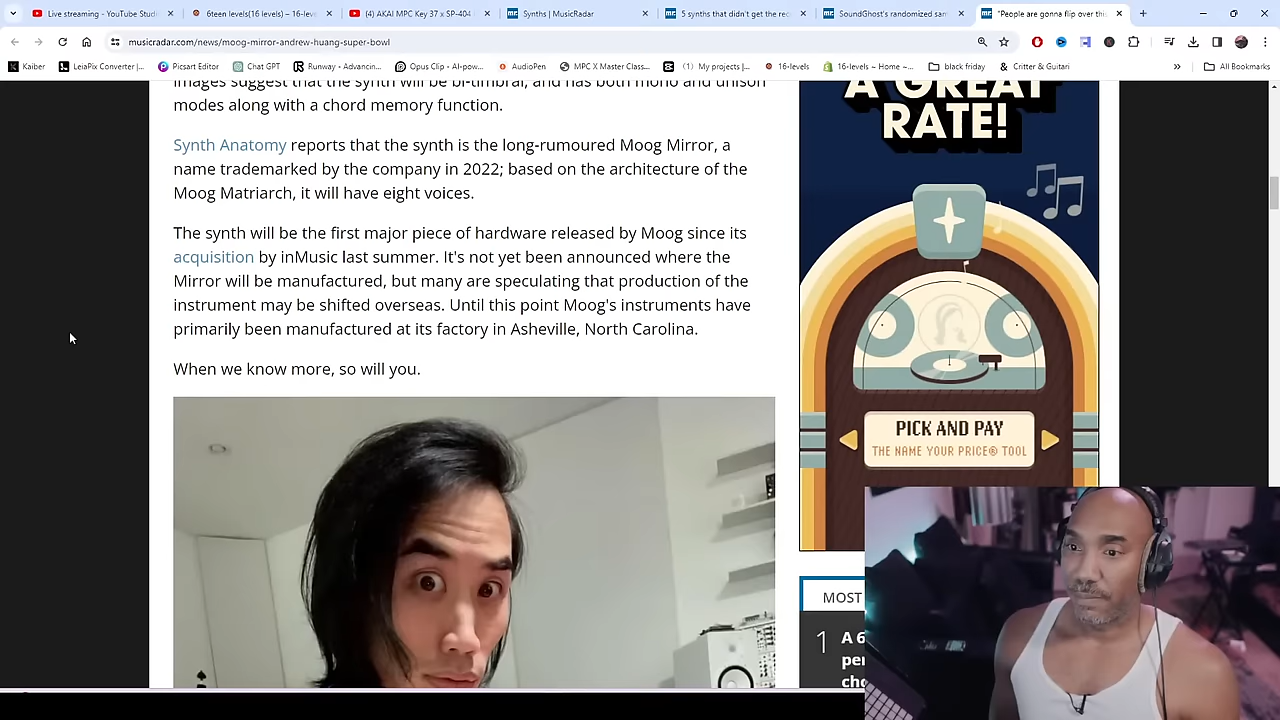 Live streaming - YouTube Studi
6teen levels(16 levels) - 16-leve
(4) AKAI MPC Key 37 x SP-4
Synths | MusicRadar
5 synths that
n't get the rec
SoundGhost's randomized sam
"People are gonna flip over this
musicradar.com/news/moog-mirror-andrew-huang-super-bowl
Kaiber
LeiaPix Converter |...
Picsart Editor
Chat GPT
Runway - Advancin...
Opus Clip - AI-pow...
AudioPen
MPC X Master Class...
(1) My projects |...
16-levels
16-levels ~ Home ~...
black friday
Critter & Guitari
»
All Bookmarks
images suggest that the synth will be bi-timbral, and has both mono and unison
modes along with a chord memory function.
Synth Anatomy reports that the synth is the long-rumoured Moog Mirror, a
name trademarked by the company in 2022; based on the architecture of the
Moog Matriarch, it will have eight voices.
The synth will be the first major piece of hardware released by Moog since its
acquisition by InMusic last summer. It's not yet been announced where the
Mirror will be manufactured, but many are speculating that production of the
instrument may be shifted overseas. Until this point Moog's instruments have
primarily been manufactured at its factory in Asheville, North Carolina.
When we know more, so will you.
A GREAT
RATE!
PICK AND PAY
THE NAME YOUR PRICE® TOOL
MOST
1
A 6
per
cho